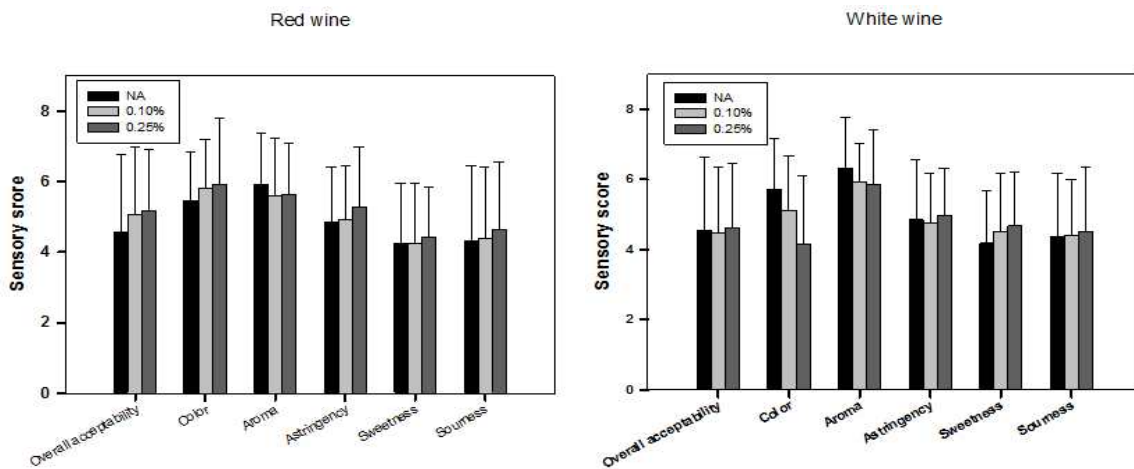 Red wine
White wine
NA
0.10%
0.25%
Sensory srore
8
6
4
2
0
Overall acceptability
Color
Aroma
Astringency
Sweetness
Sourness
NA
0.10%
0.25%
Sensory score
8
6
4
2
0
Overall acceptability
Color
Aroma
Astringency
Sweetness
Sourness